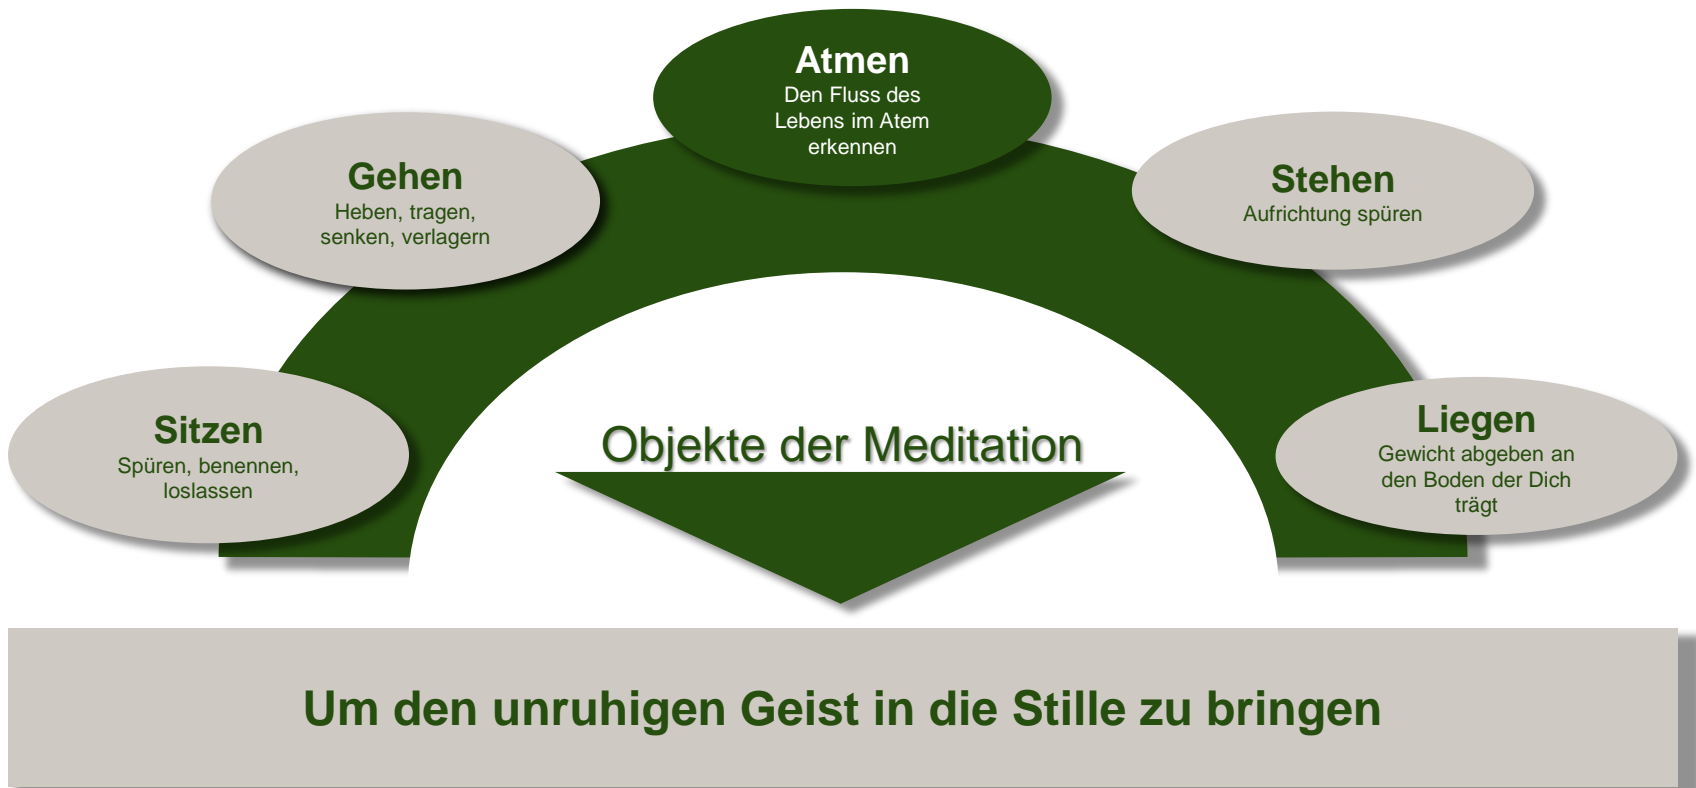 Atmen
Den Fluss des
Lebens im Atem
erkennen
Gehen
Heben, tragen,
senken, verlagern
Stehen
Aufrichtung spüren
Sitzen
Spüren, benennen,
loslassen
Objekte der Meditation
Liegen
Gewicht abgeben an
den Boden der Dich
trägt
Um den unruhigen Geist in die Stille zu bringen